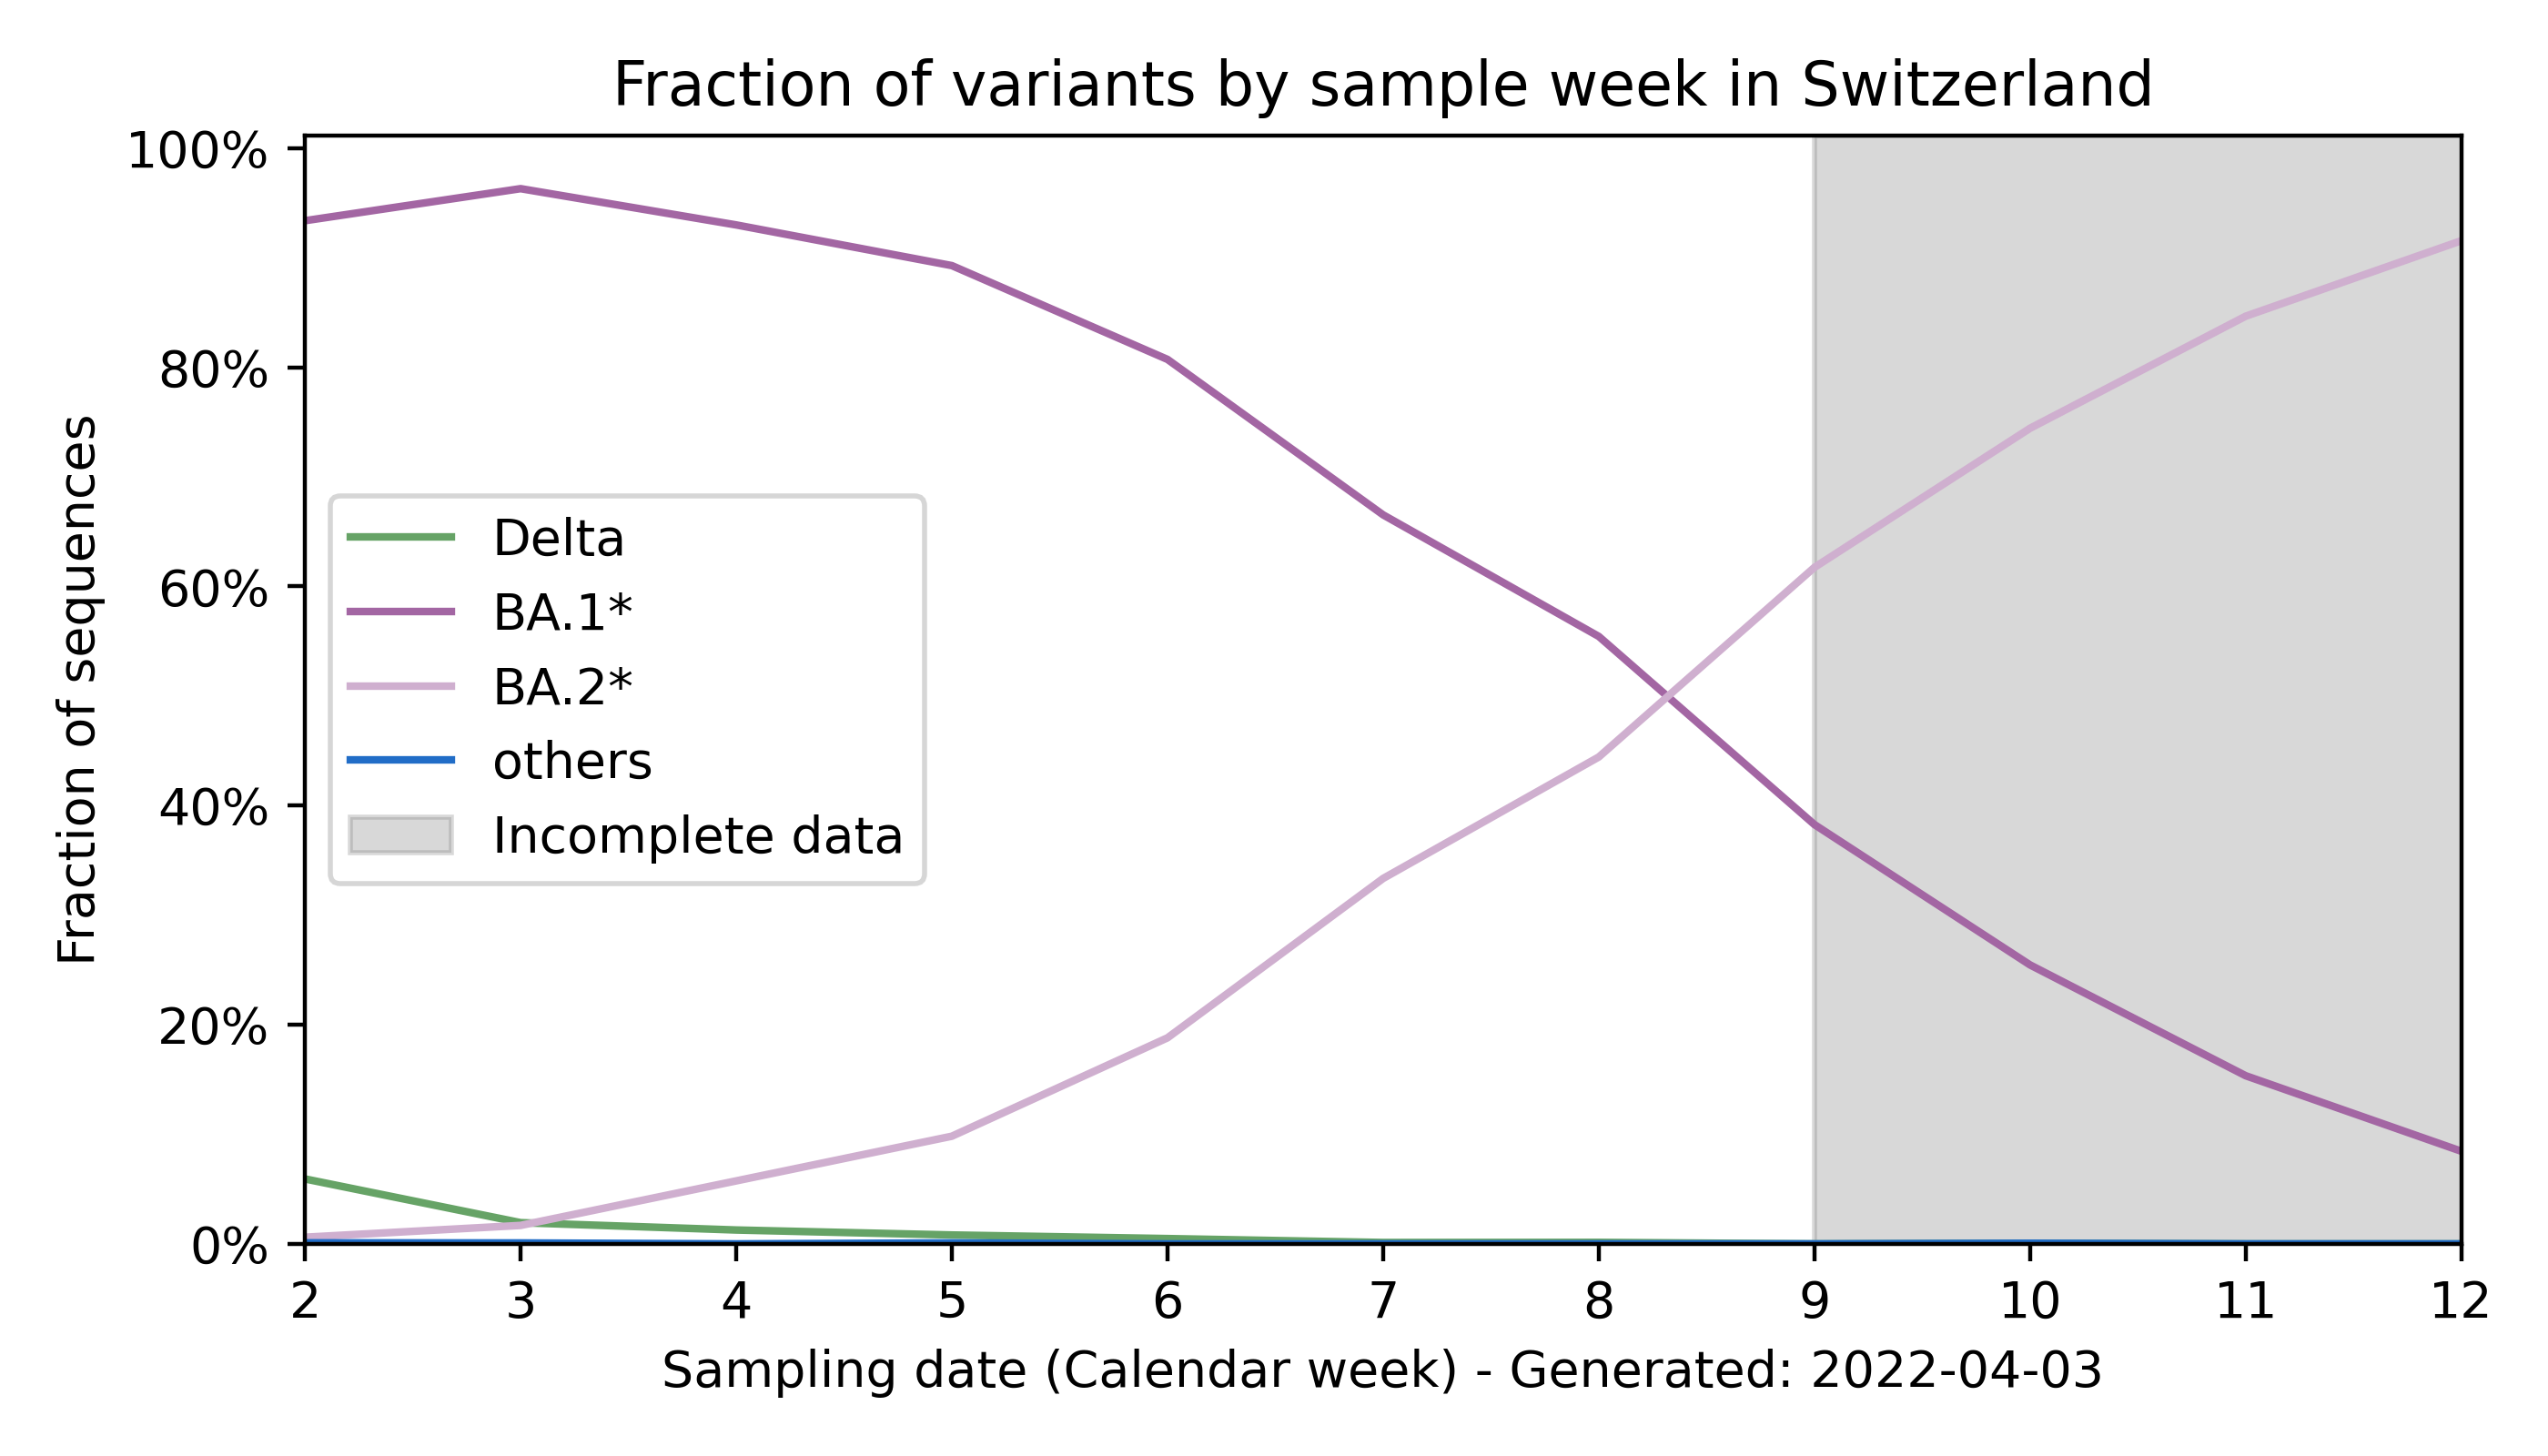 Fraction of variants by sample week in Switzerland
100%
80%
60%
40%
20%
0%
Fraction of sequences
Delta
BA.1*
BA.2*
others
Incomplete data
2 3 4 5 6 7 8 9 10 11 12
Sampling date (Calendar week) - Generated: 2022-04-03